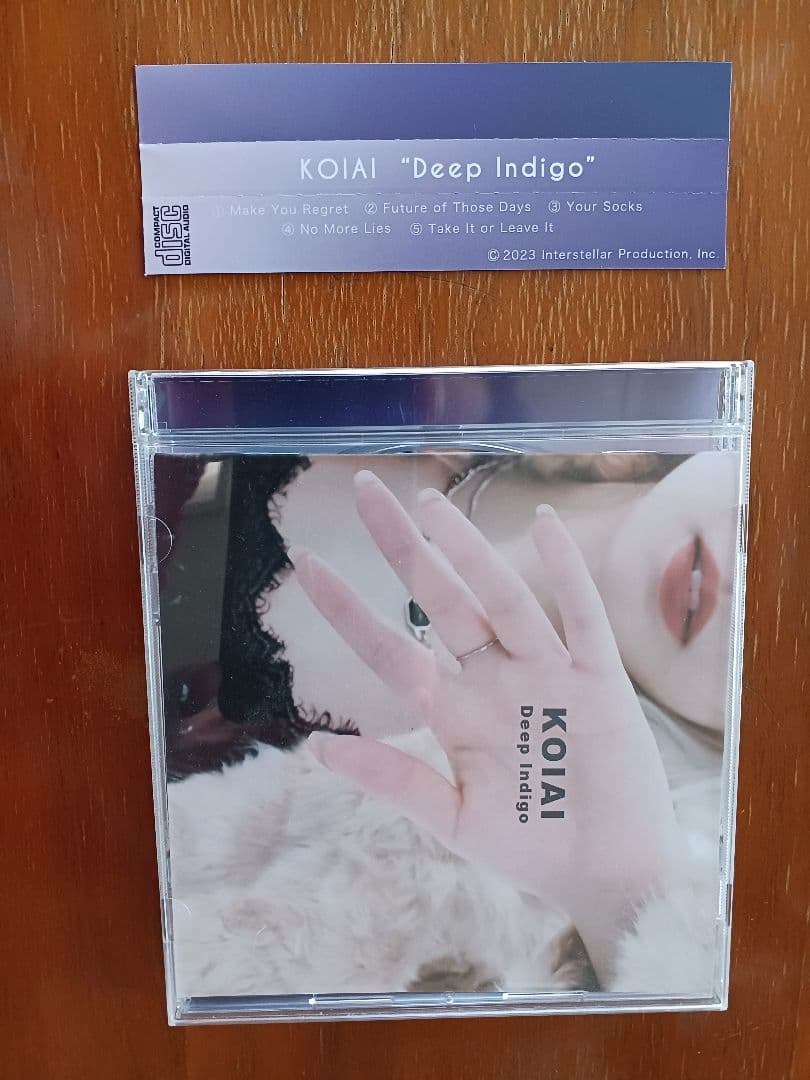 KOIAI “Deep Indigo”
① Make You Regret ② Future of Those Days ③ Your Socks
④ No More Lies ⑤ Take It or Leave It
© 2023 Interstellar Production, Inc.
COMPACT
disc
DIGITAL AUDIO
KOIAI
Deep Indigo